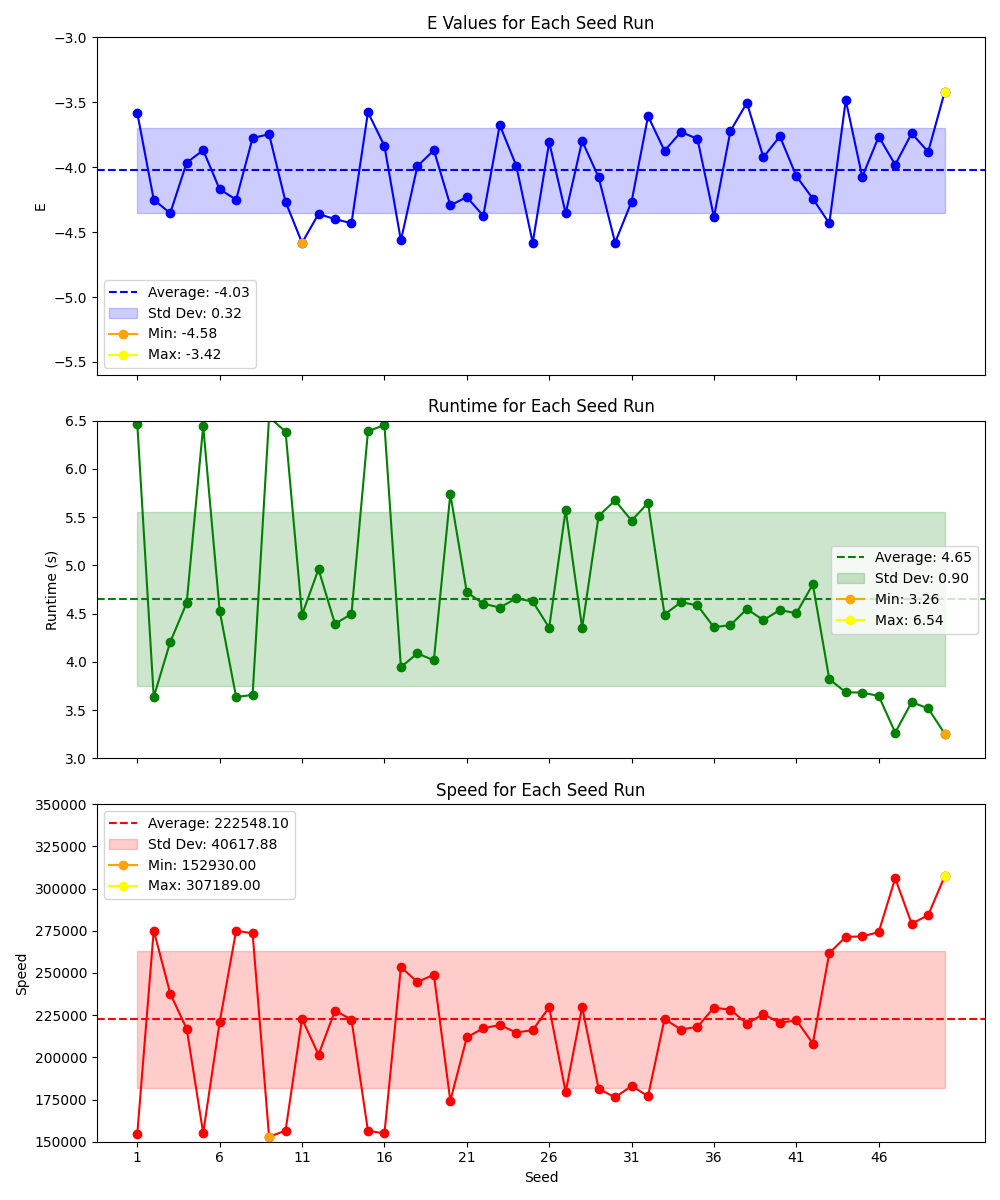 E Values for Each Seed Run
−3.0
−3.5
−4.0
−4.5
−5.0
−5.5
E
Average: -4.03
Std Dev: 0.32
Min: -4.58
Max: -3.42
Runtime for Each Seed Run
6.5
6.0
5.5
5.0
4.5
4.0
3.5
3.0
Runtime (s)
Average: 4.65
Std Dev: 0.90
Min: 3.26
Max: 6.54
Speed for Each Seed Run
350000
325000
300000
275000
250000
225000
200000
175000
150000
Speed
Average: 222548.10
Std Dev: 40617.88
Min: 152930.00
Max: 307189.00
1 6 11 16 21 26 31 36 41 46
Seed